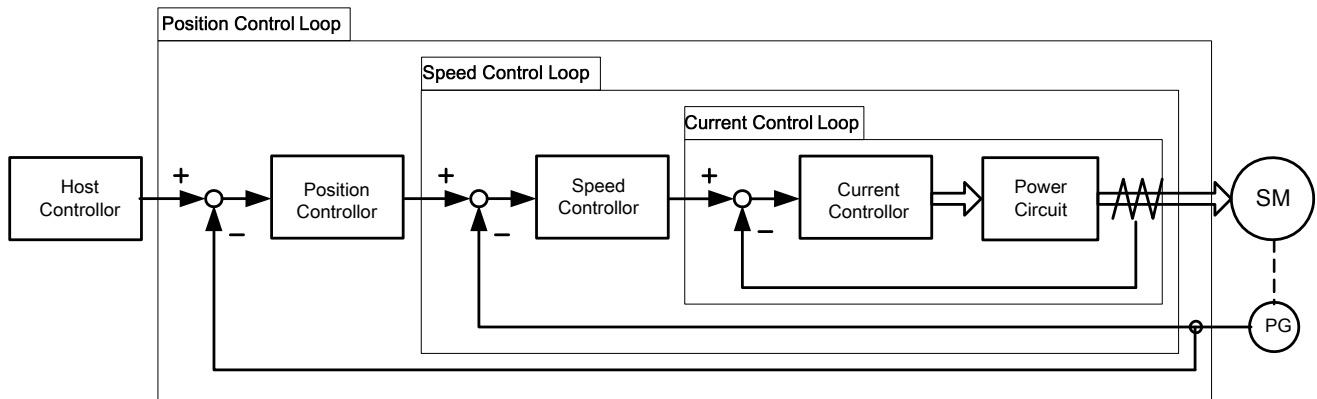 Position Control Loop
Speed Control Loop
Current Control Loop
Host
Controllor
+
−
Position
Controllor
+
−
Speed
Controllor
+
−
Current
Controllor
Power
Circuit
SM
PG